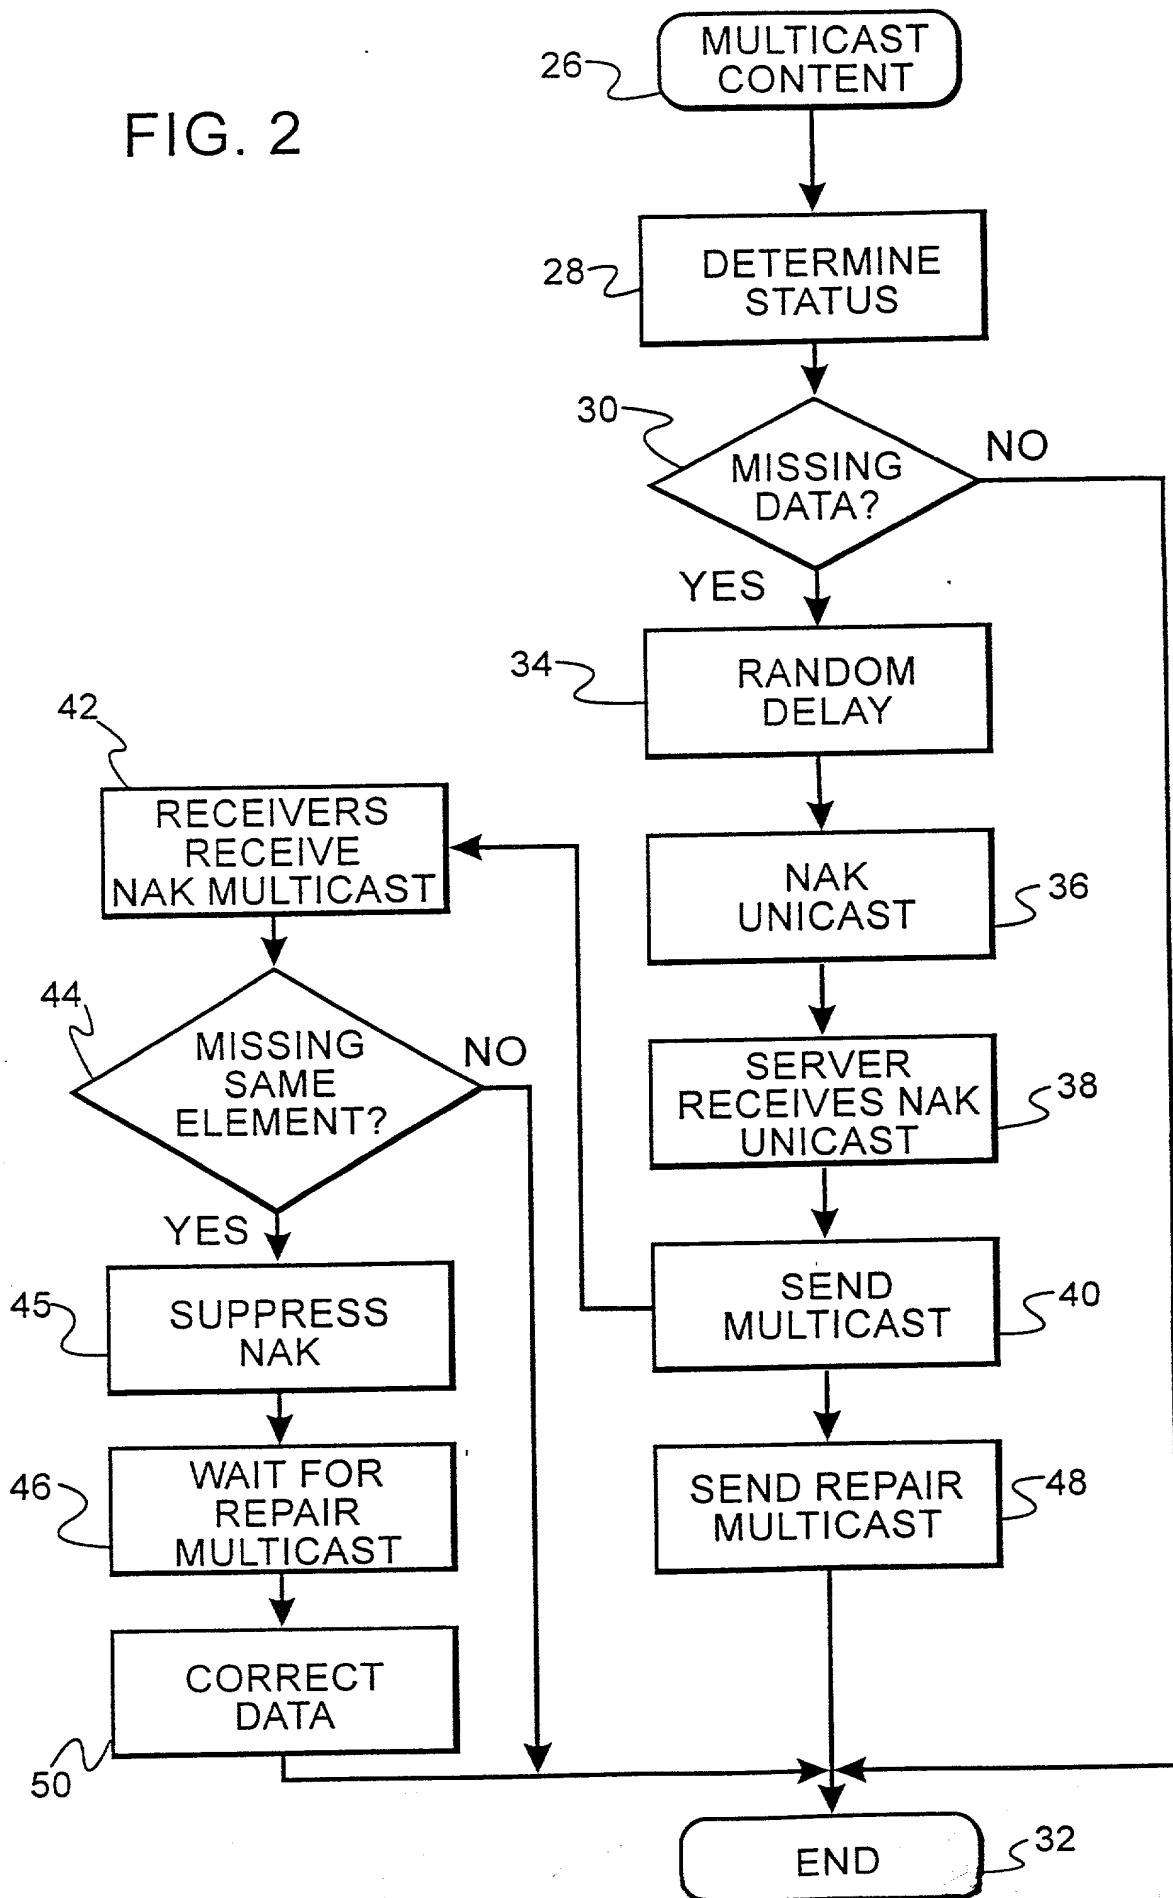 FIG. 2
26
MULTICAST
CONTENT
28
DETERMINE
STATUS
30
MISSING
DATA?
NO
YES
34
RANDOM
DELAY
NAK
UNICAST
36
SERVER
RECEIVES NAK
UNICAST
38
SEND
MULTICAST
40
SEND REPAIR
MULTICAST
48
42
RECEIVERS
RECEIVE
NAK MULTICAST
44
MISSING
SAME
ELEMENT?
NO
YES
45
SUPPRESS
NAK
46
WAIT FOR
REPAIR
MULTICAST
50
CORRECT
DATA
END
32